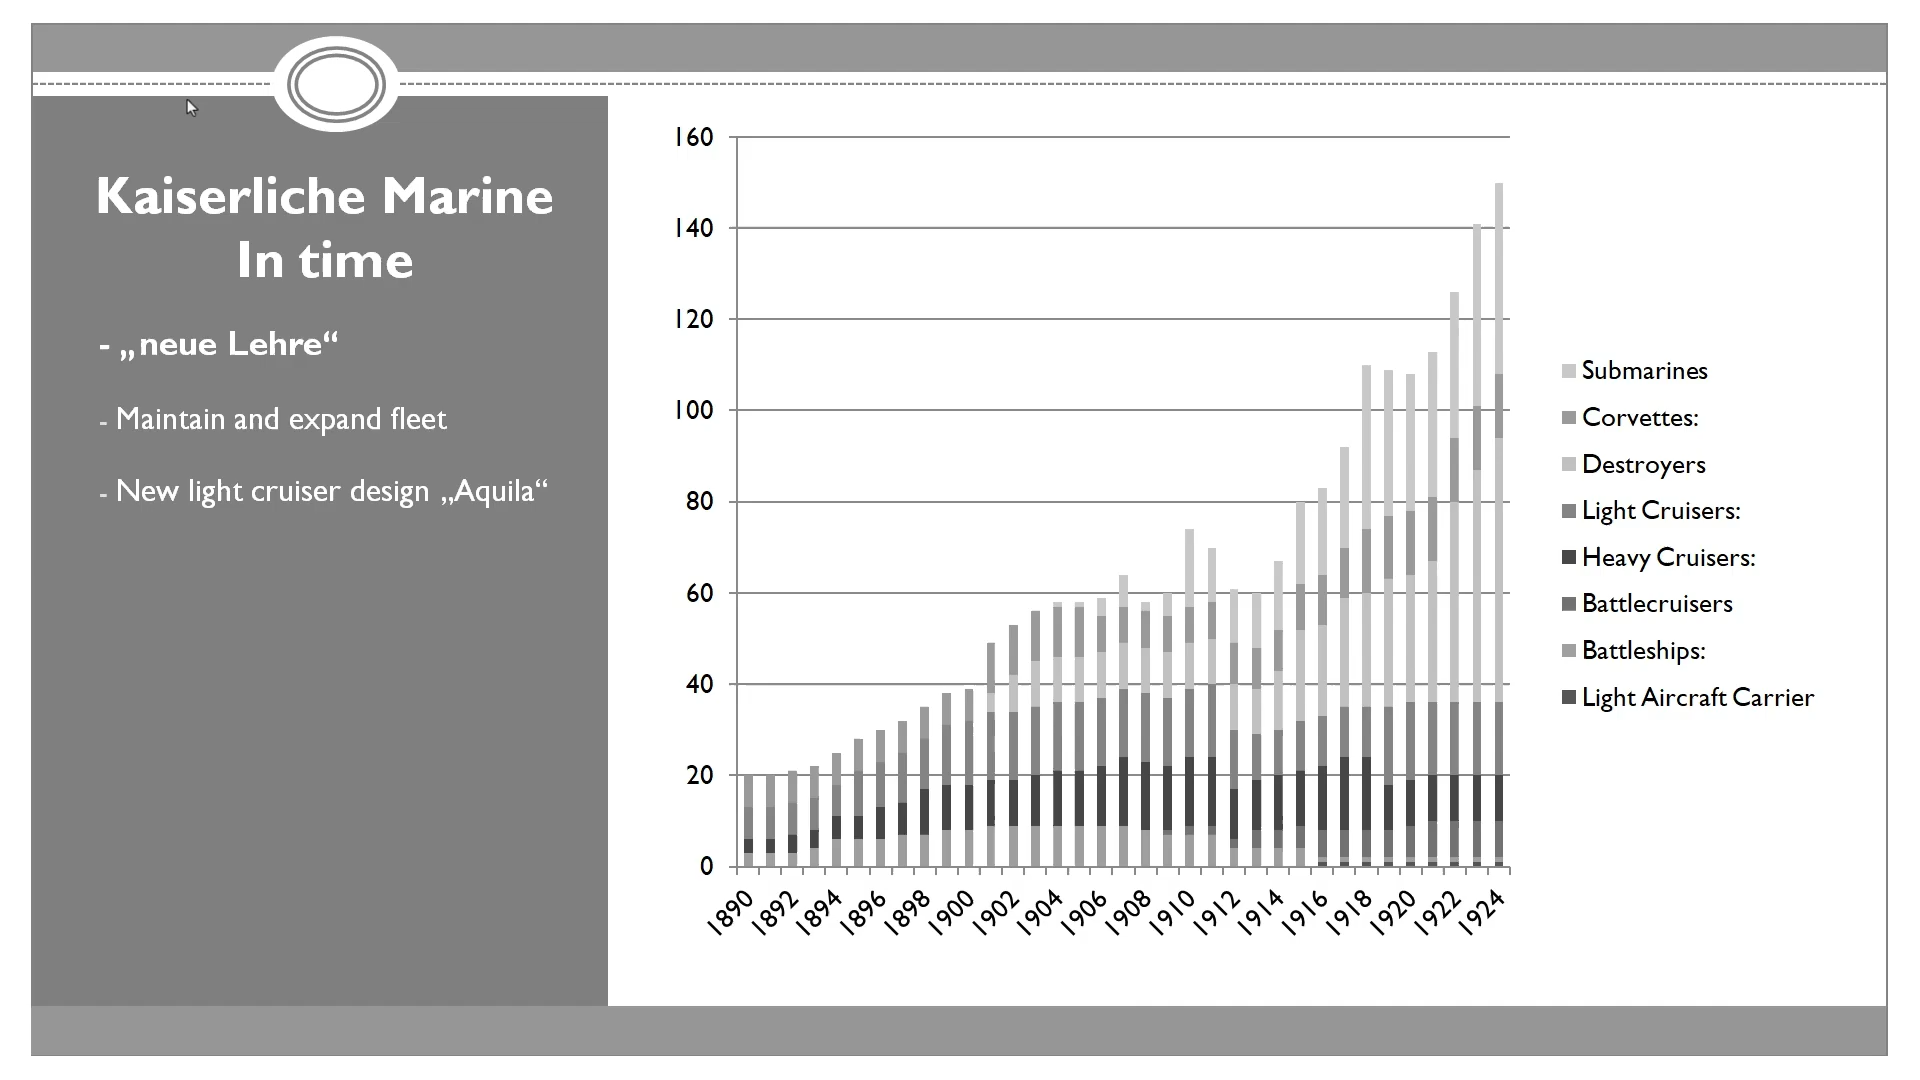 Kaiserliche Marine
In time
- „neue Lehre“
- Maintain and expand fleet
- New light cruiser design „Aquila“
160
140
120
100
80
60
40
20
0
1890
1892
1894
1896
1898
1900
1902
1904
1906
1908
1910
1912
1914
1916
1918
1920
1922
1924
Submarines
Corvettes:
Destroyers
Light Cruisers:
Heavy Cruisers:
Battlecruisers
Battleships:
Light Aircraft Carrier